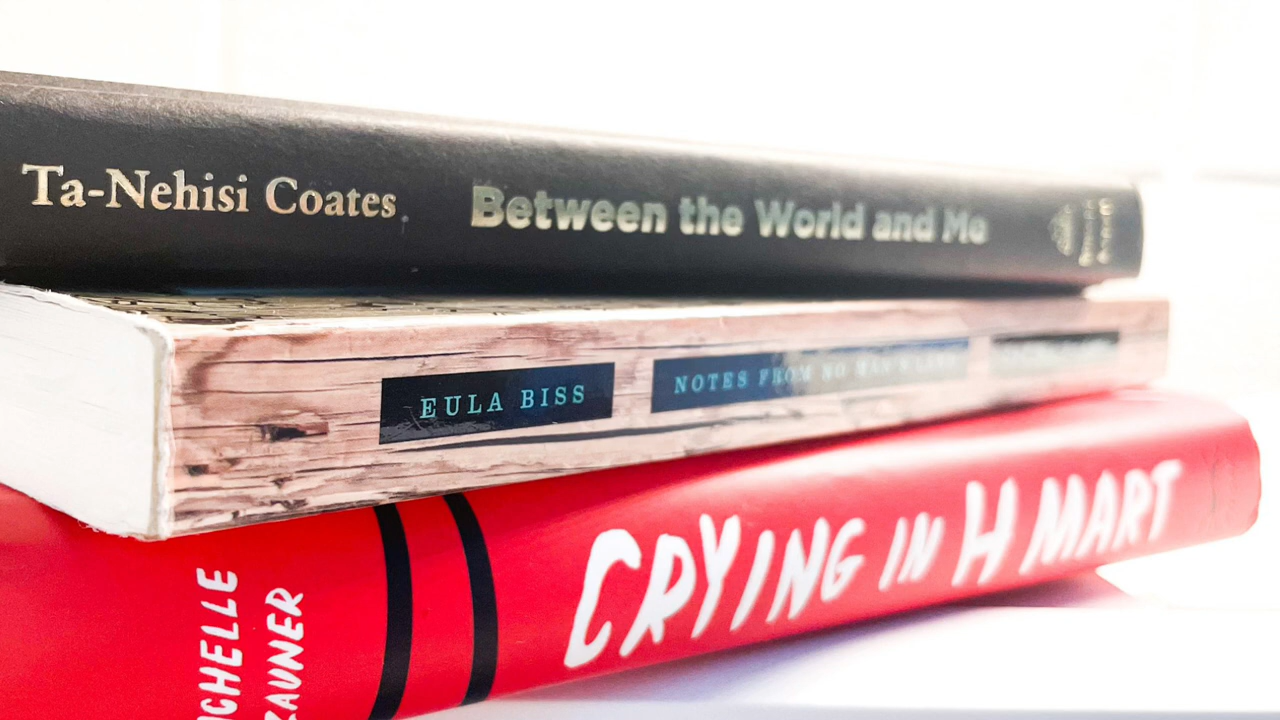 Ta-Nehisi Coates Between the World and Me
EULA BISS NOTES FROM NO MAN'S LAND
ICHELLE
ZAUNER
CRYING IN H MART